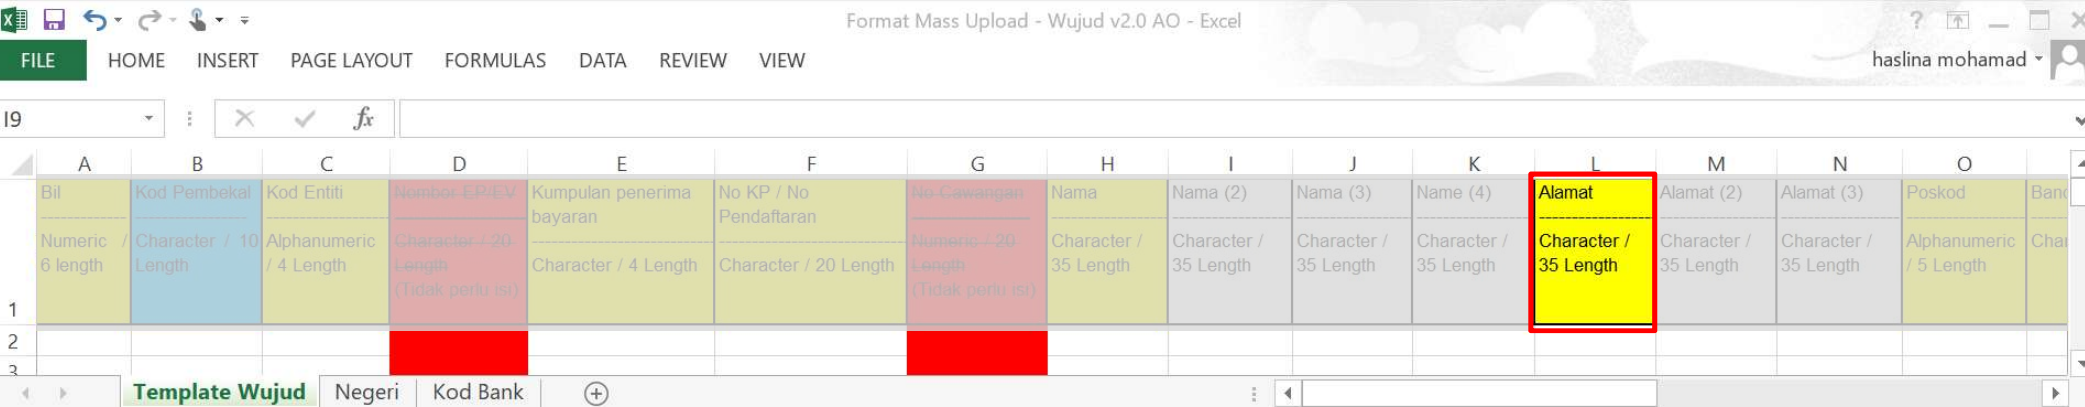 Format Mass Upload - Wujud v2.0 AO - Excel
?
FILE HOME INSERT PAGE LAYOUT FORMULAS DATA REVIEW VIEW
haslina mohamad
I9
fx
A B C D E F G H I J K L M N O
Bil
Numeric /
6 length
Kod Pembekal
Character / 10
Length
Kod Entiti
Alphanumeric
/ 4 Length
Nombor EP/EV
Character / 20
Length
(Tidak perlu isi)
Kumpulan penerima
bayaran
Character / 4 Length
No KP / No
Pendaftaran
Character / 20 Length
No Cawangan
Numeric / 20
Length
(Tidak perlu isi)
Nama
Character /
35 Length
Nama (2)
Character /
35 Length
Nama (3)
Character /
35 Length
Name (4)
Character /
35 Length
Alamat
Character /
35 Length
Alamat (2)
Character /
35 Length
Alamat (3)
Character /
35 Length
Poskod
Alphanumeric
/ 5 Length
Band
Char
1
2
3
Template Wujud Negeri Kod Bank